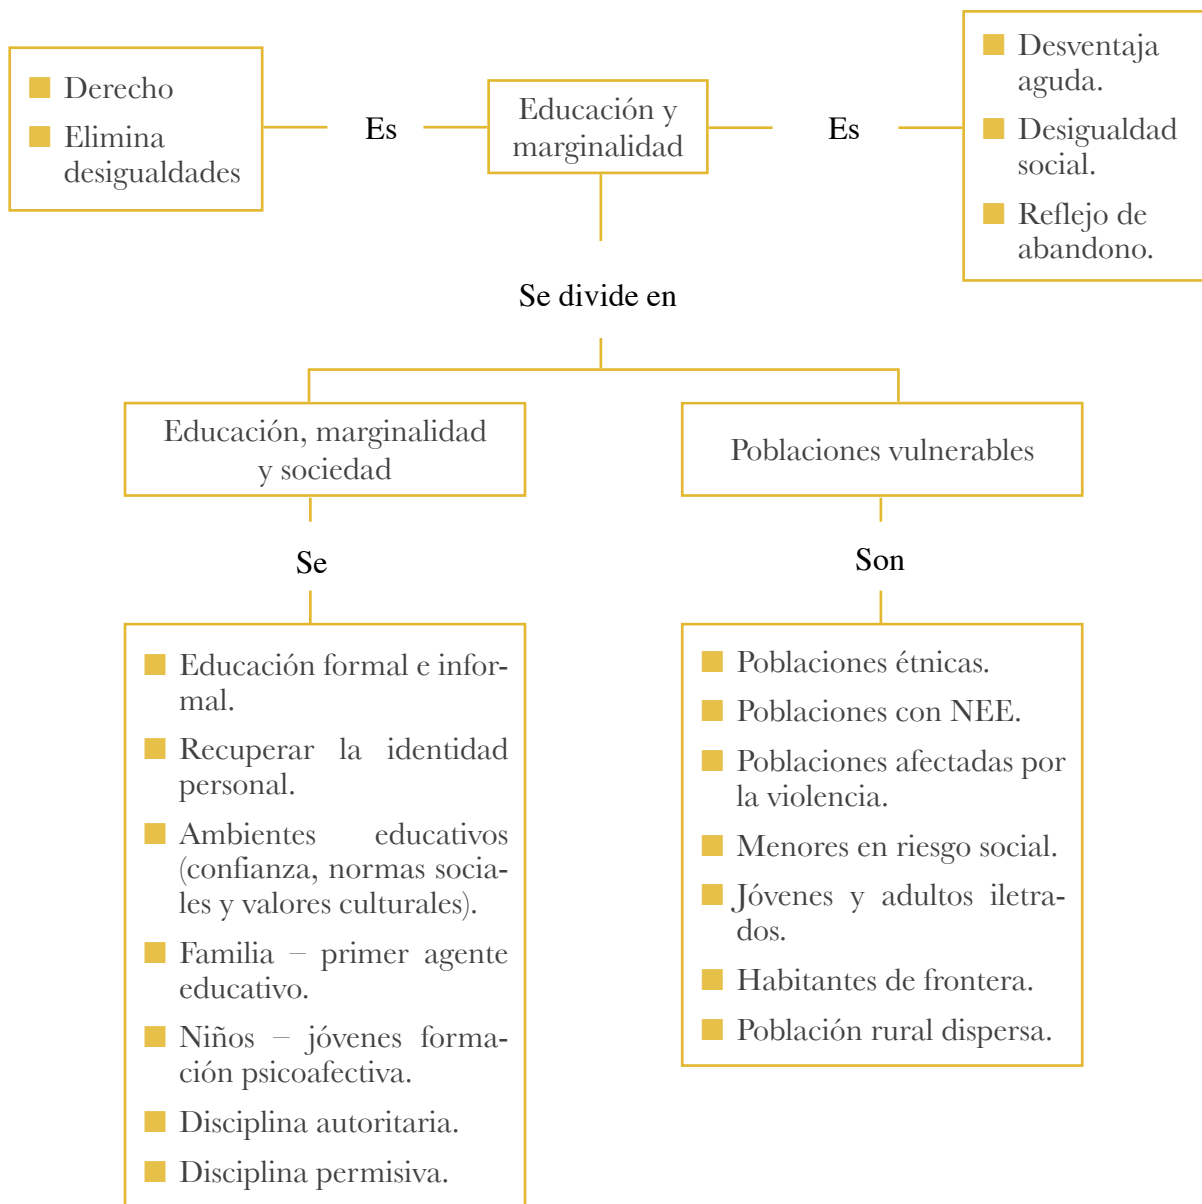 Derecho
Elimina
desigualdades
Es
Educación y
marginalidad
Es
Desventaja
aguda.
Desigualdad
social.
Reflejo de
abandono.
Se divide en
Educación, marginalidad
y sociedad
Poblaciones vulnerables
Se
Son
Educación formal e infor-
mal.
Recuperar la identidad
personal.
Ambientes educativos
(confianza, normas socia-
les y valores culturales).
Familia – primer agente
educativo.
Niños – jóvenes forma-
ción psicoafectiva.
Disciplina autoritaria.
Disciplina permisiva.
Poblaciones étnicas.
Poblaciones con NEE.
Poblaciones afectadas por
la violencia.
Menores en riesgo social.
Jóvenes y adultos iletra-
dos.
Habitantes de frontera.
Población rural dispersa.